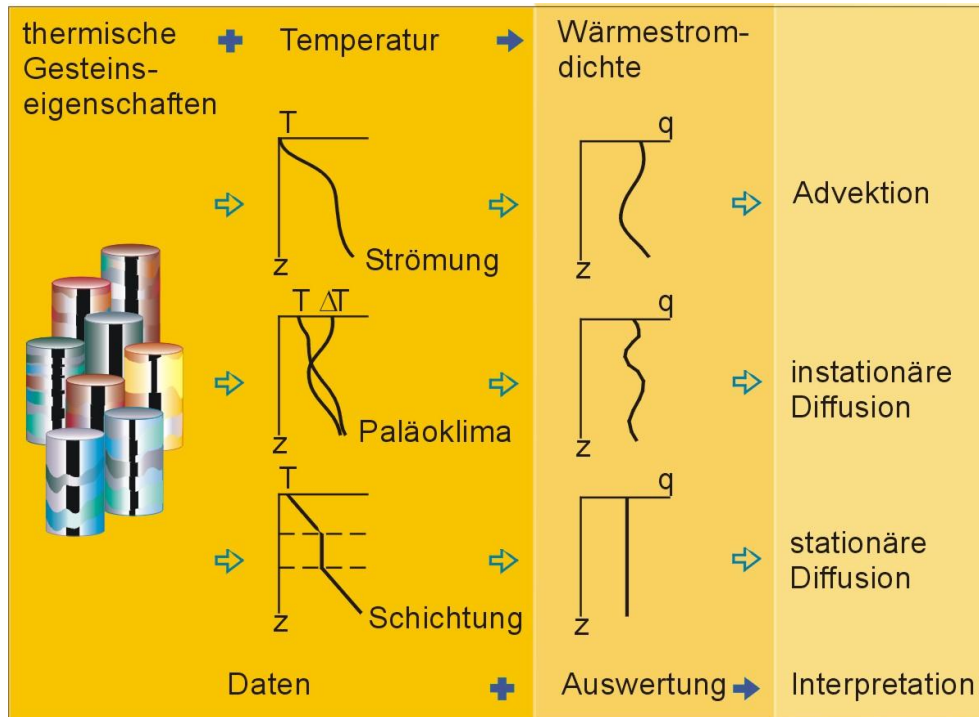 thermische
Gesteins-
eigenschaften
Temperatur
Wärmestrom-
dichte
T
z
Strömung
q
z
Advektion
T ΔT
z
Paläoklima
q
z
instationäre
Diffusion
T
z
Schichtung
q
z
stationäre
Diffusion
Daten
Auswertung
Interpretation